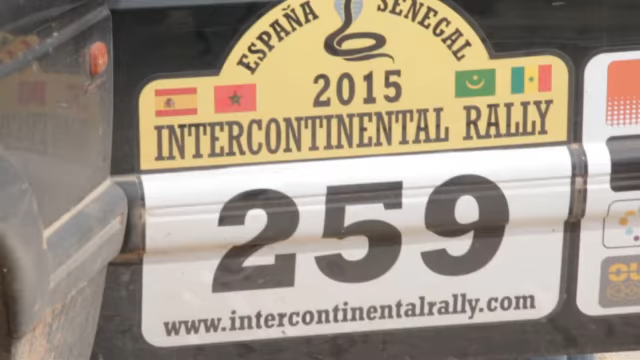 ESPAÑA SENEGAL
2015
INTERCONTINENTAL RALLY
259
www.intercontinentalrally.com